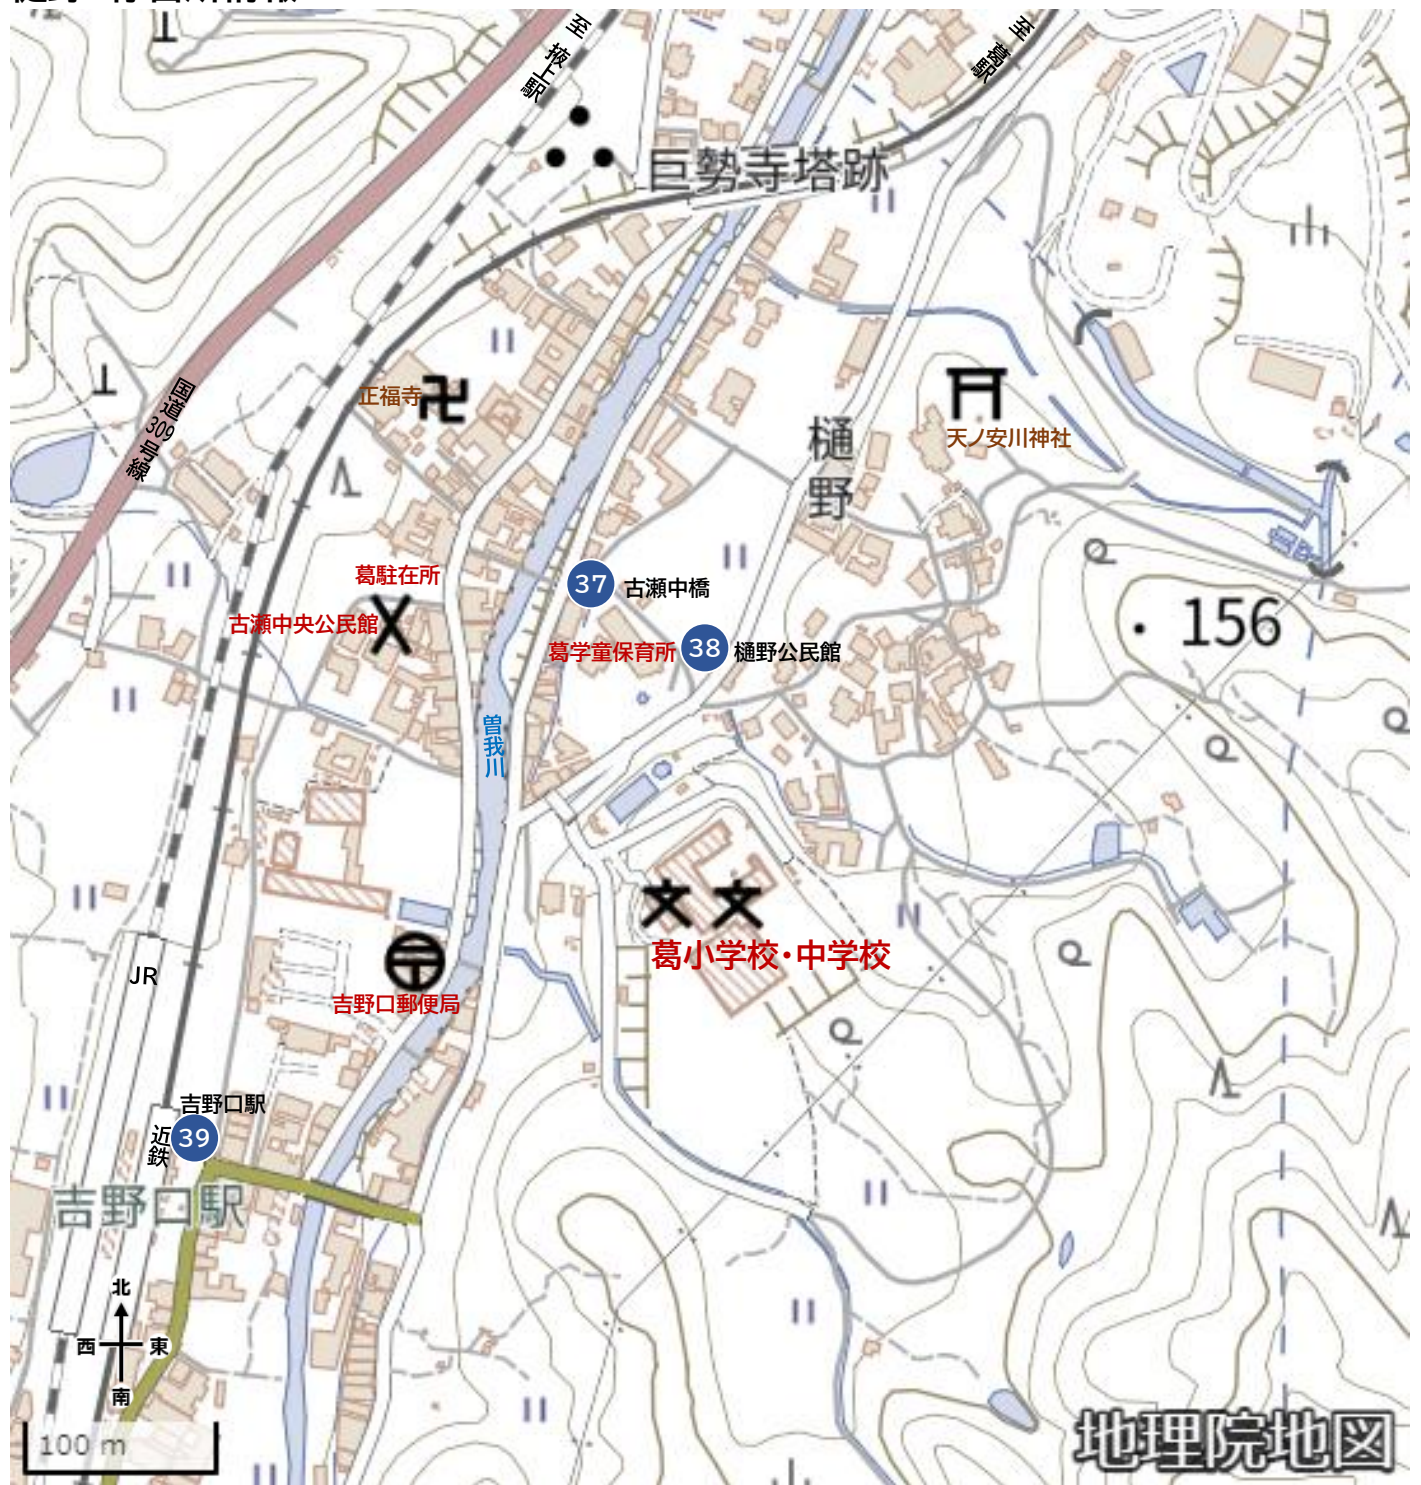 至 掖上駅
至 葛駅
巨勢寺塔跡
国道309号線
正福寺
天ノ安川神社
樋野
葛駐在所
古瀬中央公民館
37 古瀬中橋
葛学童保育所
38 樋野公民館
156
曽我川
葛小学校・中学校
JR
吉野口郵便局
吉野口駅
近鉄 39
吉野口駅
北
西 東
南
100 m
地理院地図